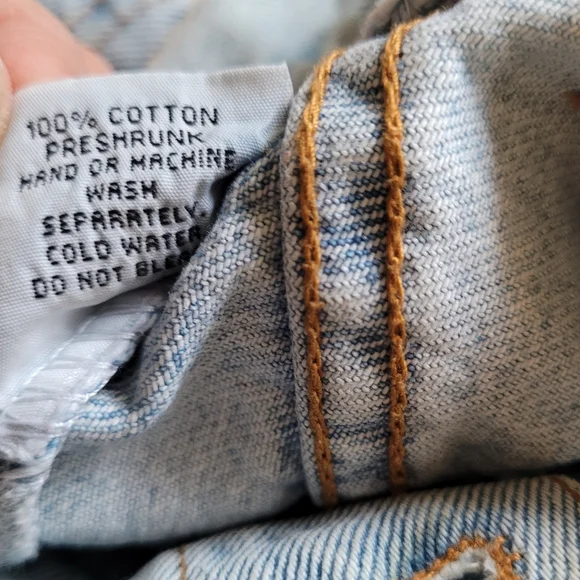 100% COTTON
PRESHRUNK
HAND OR MACHINE
WASH
SEPARATELY.
COLD WATER
DO NOT